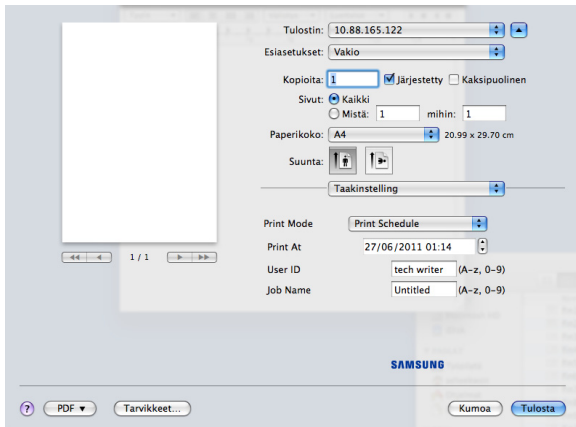 Tulostin: 10.88.165.122
Esiasetukset: Vakio
Kopioita: 1 Järjestetty Kaksipuolinen
Sivut: Kaikki
Mistä: 1 mihin: 1
Paperikoko: A4 20.99 x 29.70 cm
Suunta:
Taakinstelling
Print Mode Print Schedule
Print At 27/06/2011 01:14
1 / 1
User ID tech writer (A-z, 0-9)
Job Name Untitled (A-z, 0-9)
SAMSUNG
? PDF Tarvikkeet... Kumoa Tulosta